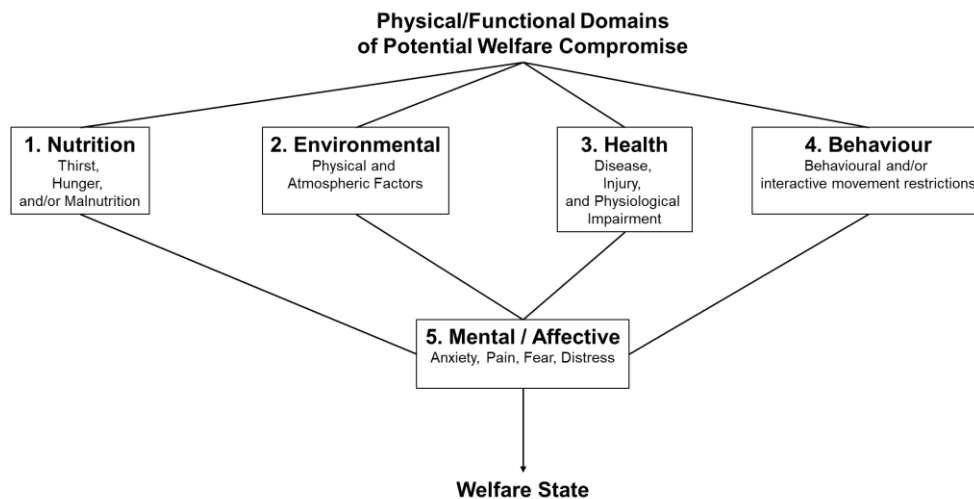 Physical/Functional Domains
of Potential Welfare Compromise
1. Nutrition
Thirst,
Hunger,
and/or Malnutrition
2. Environmental
Physical and
Atmospheric Factors
3. Health
Disease,
Injury,
and Physiological
Impairment
4. Behaviour
Behavioural and/or
interactive movement restrictions
5. Mental / Affective
Anxiety, Pain, Fear, Distress
Welfare State